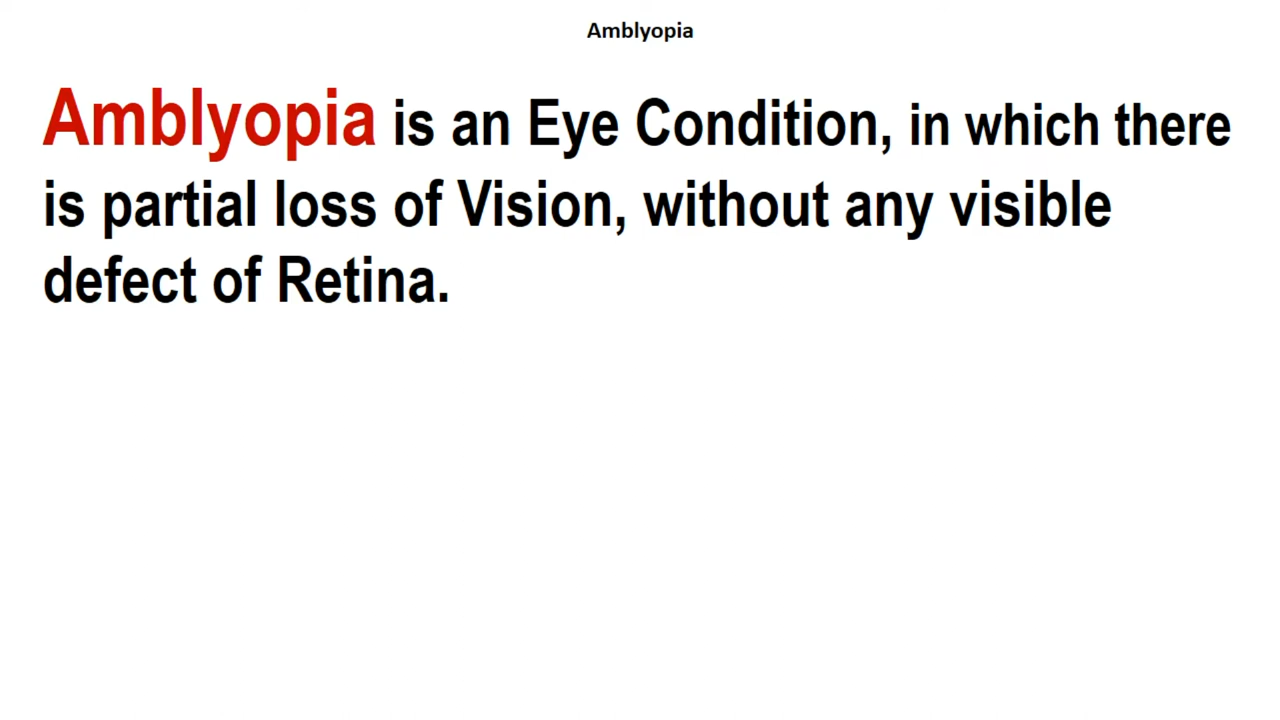 Amblyopia
Amblyopia is an Eye Condition, in which there
is partial loss of Vision, without any visible
defect of Retina.